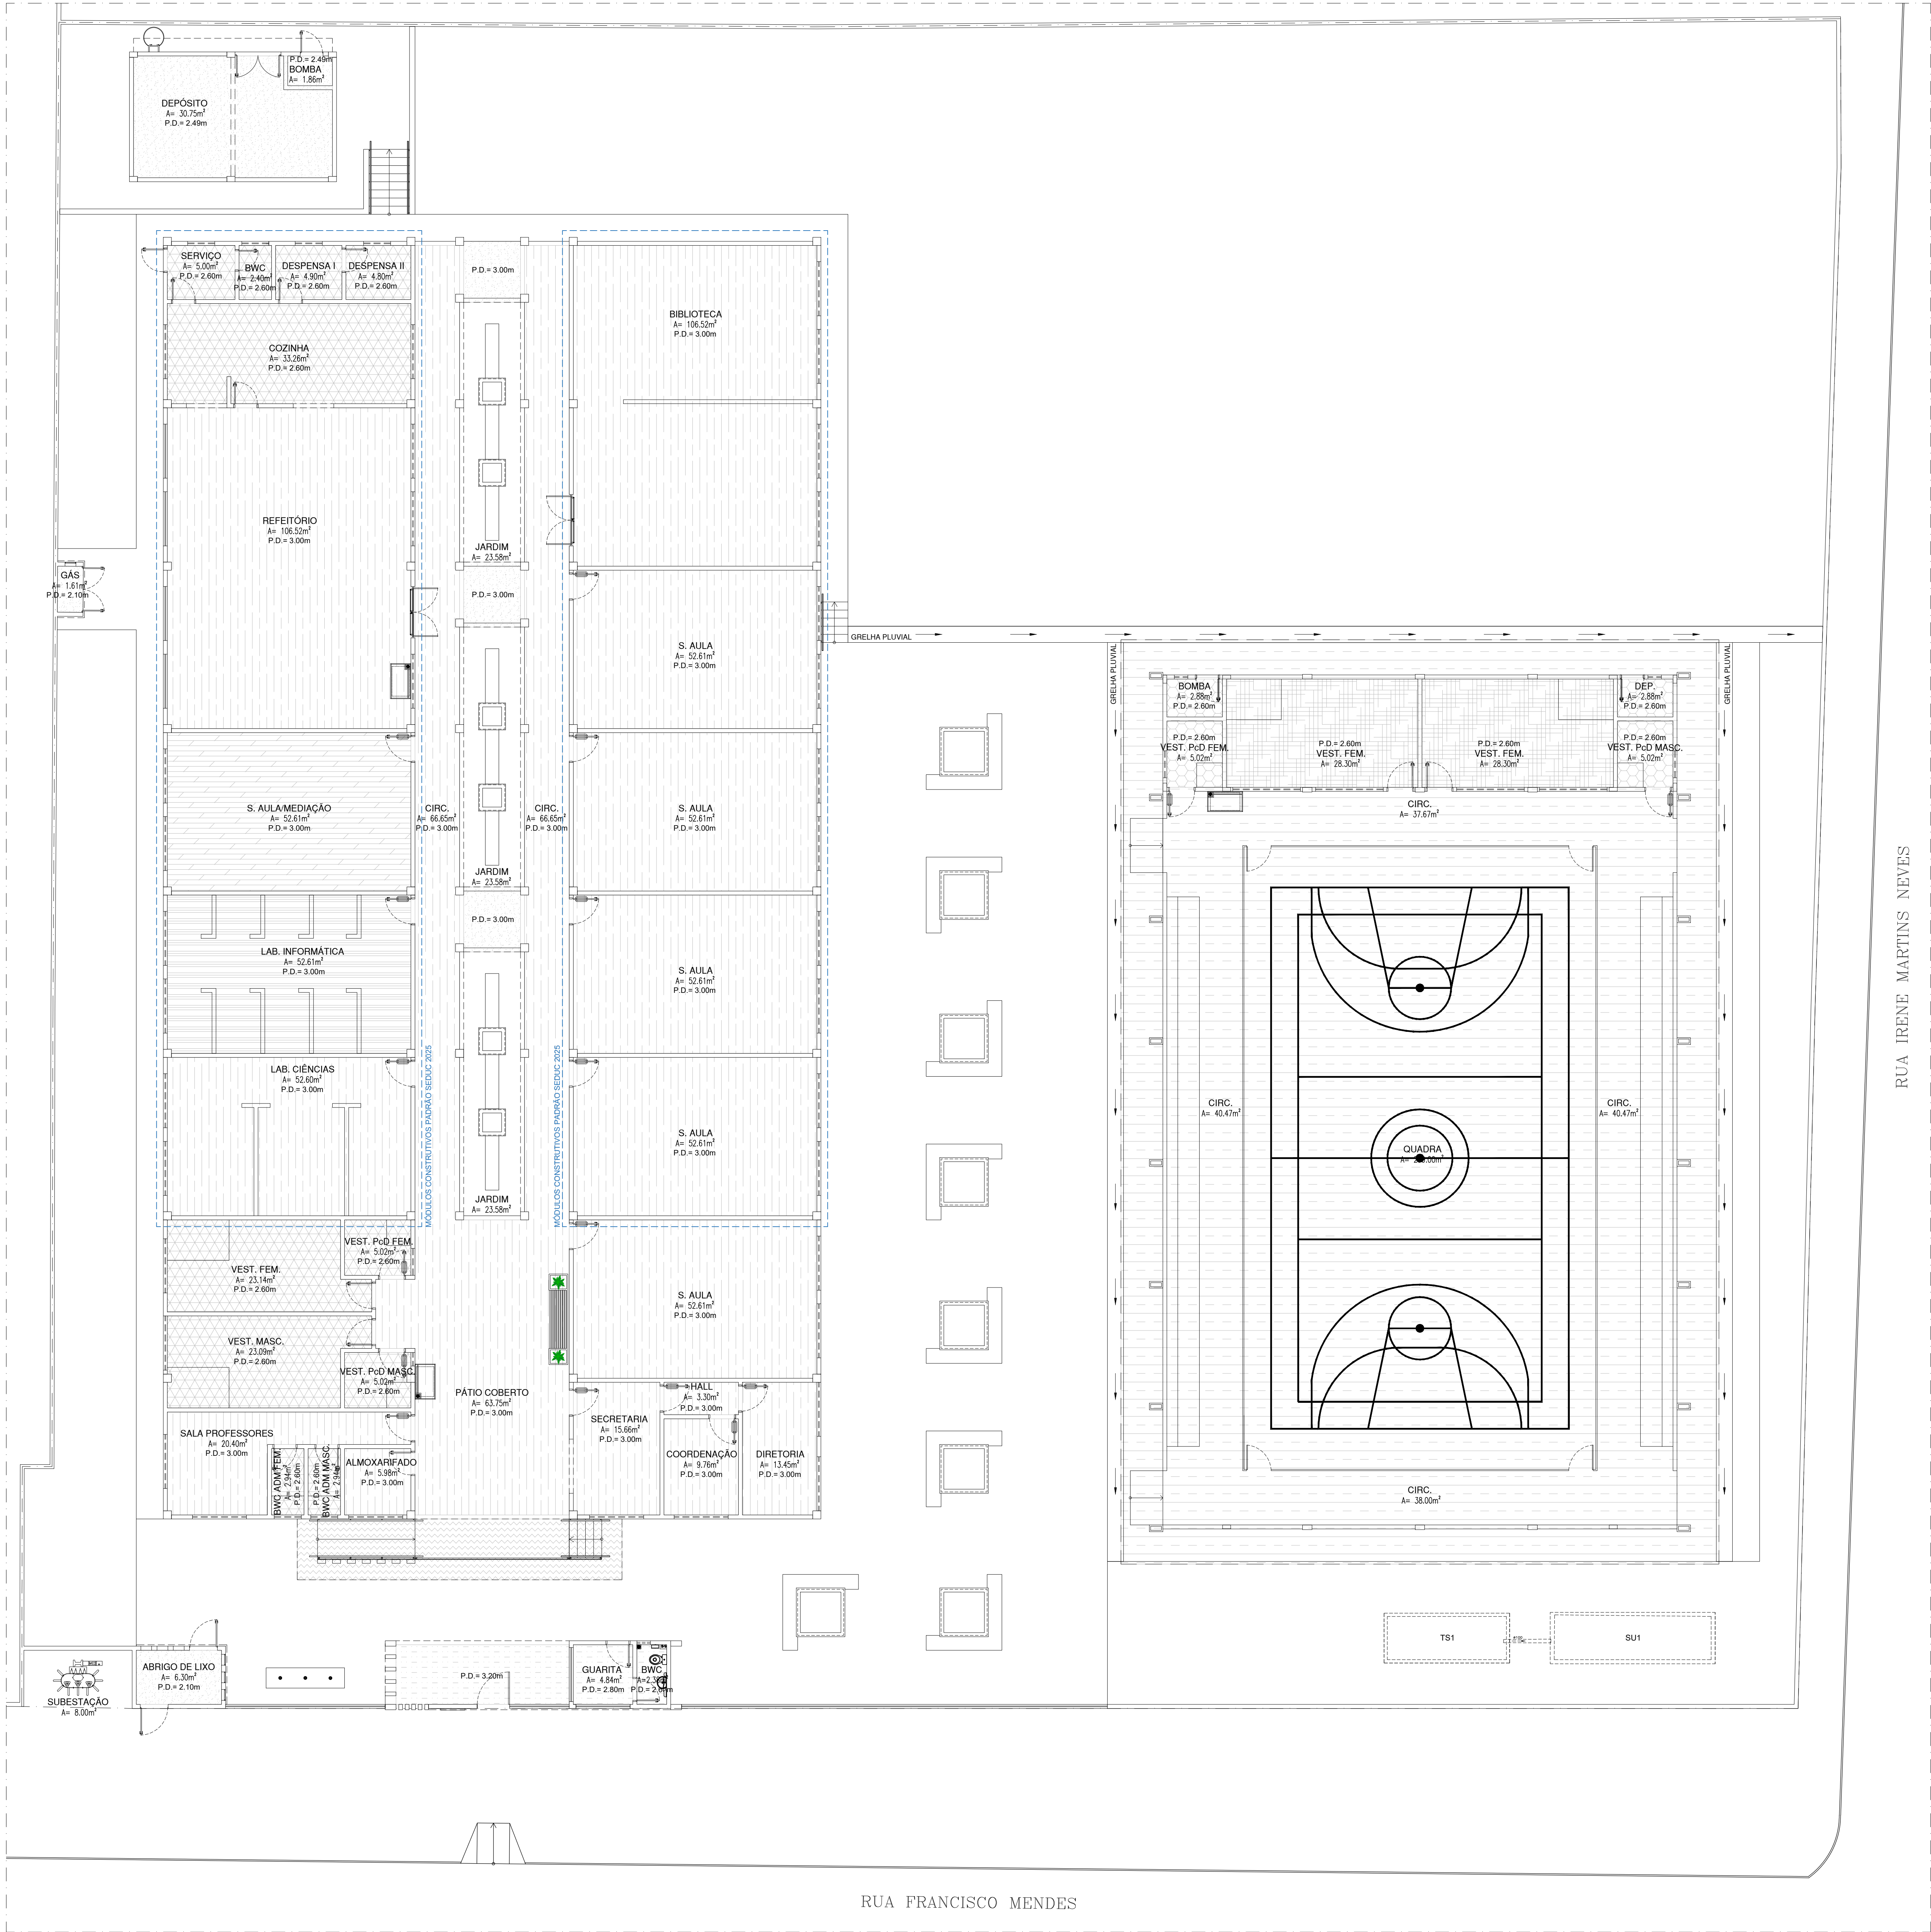 P.D.= 2.49m
BOMBA
A= 1.86m²
DEPÓSITO
A= 30.75m²
P.D.= 2.49m
SERVIÇO
A= 5.00m²
P.D.= 2.60m
BWC
A= 2.40m²
P.D.= 2.60m
DESPENSA I
A= 4.90m²
P.D.= 2.60m
DESPENSA II
A= 4.80m²
P.D.= 2.60m
P.D.= 3.00m
BIBLIOTECA
A= 106.52m²
P.D.= 3.00m
COZINHA
A= 33.26m²
P.D.= 2.60m
REFEITÓRIO
A= 106.52m²
P.D.= 3.00m
JARDIM
A= 23.58m²
GÁS
A= 1.61m²
P.D.= 2.10m
P.D.= 3.00m
S. AULA
A= 52.61m²
P.D.= 3.00m
GRELHA PLUVIAL
GRELHA PLUVIAL
GRELHA PLUVIAL
BOMBA
A= 2.88m²
P.D.= 2.60m
DEP.
A= 2.88m²
P.D.= 2.60m
P.D.= 2.60m
VEST. PcD FEM.
A= 5.02m²
P.D.= 2.60m
VEST. FEM.
A= 28.30m²
P.D.= 2.60m
VEST. FEM.
A= 28.30m²
P.D.= 2.60m
VEST. PcD MASC.
A= 5.02m²
CIRC.
A= 37.67m²
S. AULA/MEDIAÇÃO
A= 52.61m²
P.D.= 3.00m
CIRC.
A= 66.65m²
P.D.= 3.00m
CIRC.
A= 66.65m²
P.D.= 3.00m
S. AULA
A= 52.61m²
P.D.= 3.00m
JARDIM
A= 23.58m²
P.D.= 3.00m
LAB. INFORMÁTICA
A= 52.61m²
P.D.= 3.00m
S. AULA
A= 52.61m²
P.D.= 3.00m
RUA IRENE MARTINS NEVES
LAB. CIÊNCIAS
A= 52.60m²
P.D.= 3.00m
MÓDULOS CONSTRUTIVOS PADRÃO SEDUC 2025
MÓDULOS CONSTRUTIVOS PADRÃO SEDUC 2025
S. AULA
A= 52.61m²
P.D.= 3.00m
CIRC.
A= 40.47m²
CIRC.
A= 40.47m²
QUADRA
JARDIM
A= 23.58m²
VEST. PcD FEM.
A= 5.02m²
P.D.= 2.60m
VEST. FEM.
A= 23.14m²
P.D.= 2.60m
S. AULA
A= 52.61m²
P.D.= 3.00m
VEST. MASC.
A= 23.09m²
P.D.= 2.60m
VEST. PcD MASC.
A= 5.02m²
P.D.= 2.60m
PÁTIO COBERTO
A= 63.75m²
P.D.= 3.00m
HALL
A= 3.30m²
P.D.= 3.00m
SECRETARIA
A= 15.66m²
P.D.= 3.00m
SALA PROFESSORES
A= 20.40m²
P.D.= 3.00m
BWC ADM FEM.
A= 2.94m²
P.D.= 2.60m
P.D.= 2.60m
BWC ADM MASC.
A= 2.94m²
ALMOXARIFADO
A= 5.98m²
P.D.= 3.00m
COORDENAÇÃO
A= 9.76m²
P.D.= 3.00m
DIRETORIA
A= 13.45m²
P.D.= 3.00m
CIRC.
A= 38.00m²
TS1
SU1
ABRIGO DE LIXO
A= 6.30m²
P.D.= 2.10m
SUBESTAÇÃO
A= 8.00m²
P.D.= 3.20m
GUARITA
A= 4.84m²
P.D.= 2.80m
BWC
RUA FRANCISCO MENDES